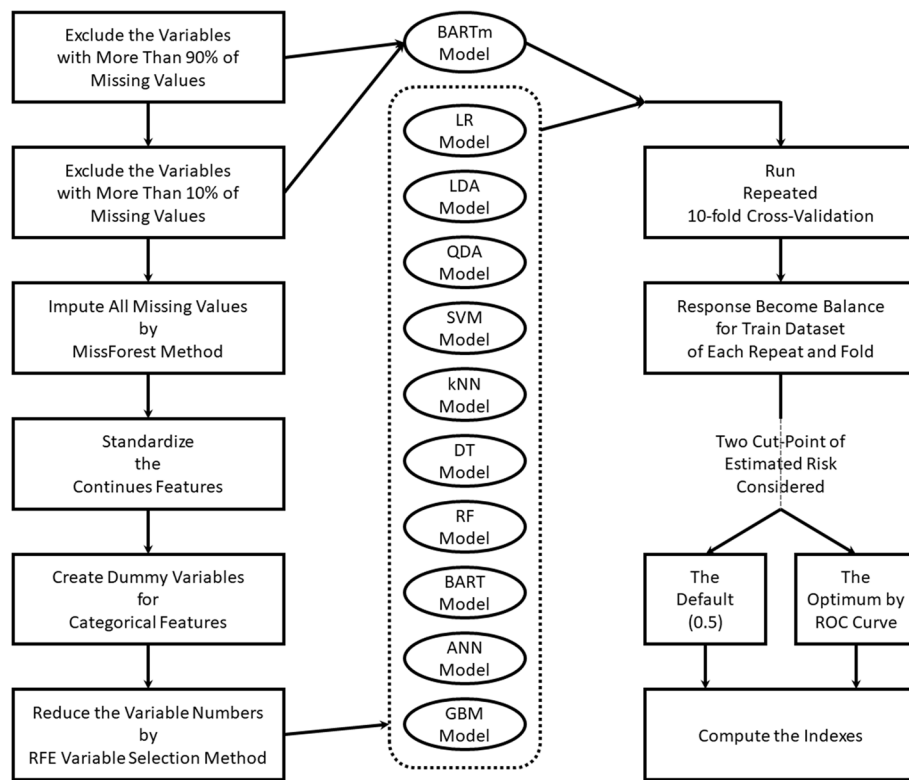 Exclude the Variables
with More Than 90% of
Missing Values
Exclude the Variables
with More Than 10% of
Missing Values
Impute All Missing Values
by
MissForest Method
Standardize
the
Continues Features
Create Dummy Variables
for
Categorical Features
Reduce the Variable Numbers
by
RFE Variable Selection Method
BARTm
Model
LR
Model
LDA
Model
QDA
Model
SVM
Model
kNN
Model
DT
Model
RF
Model
BART
Model
ANN
Model
GBM
Model
Run
Repeated
10-fold Cross-Validation
Response Become Balance
for Train Dataset
of Each Repeat and Fold
Two Cut-Point of
Estimated Risk
Considered
The
Default
(0.5)
The
Optimum by
ROC Curve
Compute the Indexes